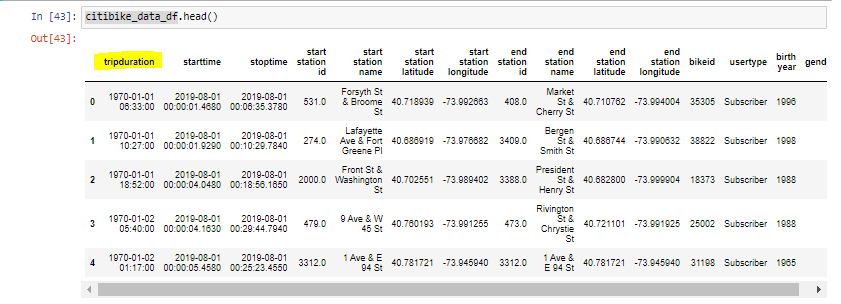 In [43]: citibike_data_df.head()
Out[43]:
tripduration starttime stoptime start station id start station name start station latitude start station longitude end station id end station name end station latitude end station longitude bikeid usertype birth year gend
0 1970-01-01 06:33:00 2019-08-01 00:00:01.4680 2019-08-01 00:06:35.3780 531.0 Forsyth St & Broome St 40.718939 -73.992663 408.0 Market St & Cherry St 40.710762 -73.994004 35305 Subscriber 1996
1 1970-01-01 10:27:00 2019-08-01 00:00:01.9290 2019-08-01 00:10:29.7840 274.0 Lafayette Ave & Fort Greene Pl 40.686919 -73.976682 3409.0 Bergen St & Smith St 40.686744 -73.990632 38822 Subscriber 1998
2 1970-01-01 18:52:00 2019-08-01 00:00:04.0480 2019-08-01 00:18:56.1650 2000.0 Front St & Washington St 40.702551 -73.989402 3388.0 President St & Henry St 40.682800 -73.999904 18373 Subscriber 1988
3 1970-01-02 05:40:00 2019-08-01 00:00:04.1630 2019-08-01 00:29:44.7940 479.0 9 Ave & W 45 St 40.760193 -73.991255 473.0 Rivington St & Chrystie St 40.721101 -73.991925 25002 Subscriber 1988
4 1970-01-02 01:17:00 2019-08-01 00:00:05.4580 2019-08-01 00:25:23.4550 3312.0 1 Ave & E 94 St 40.781721 -73.945940 3312.0 1 Ave & E 94 St 40.781721 -73.945940 31198 Subscriber 1965